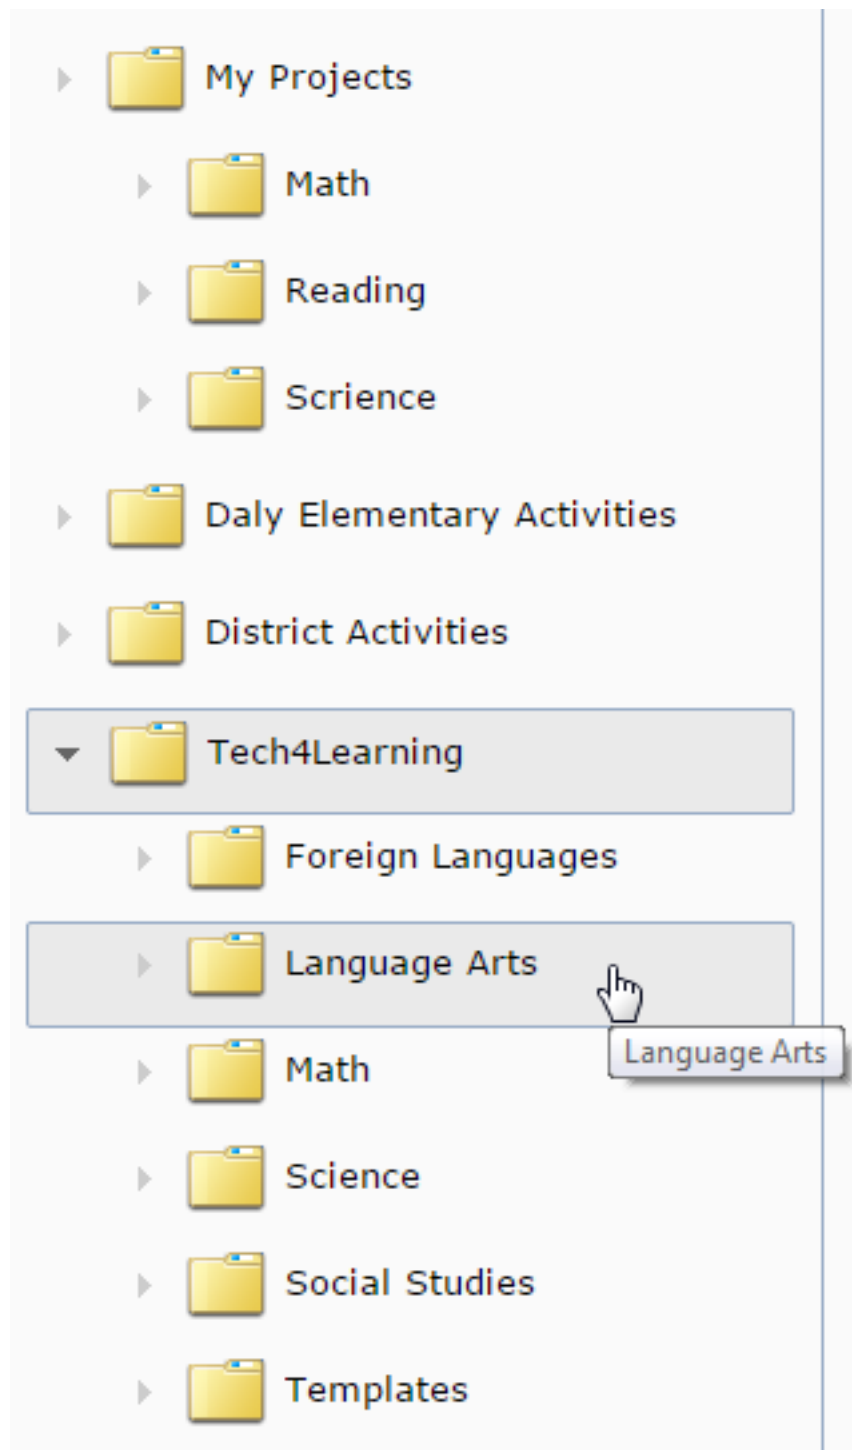 My Projects
Math
Reading
Scrience
Daly Elementary Activities
District Activities
Tech4Learning
Foreign Languages
Language Arts
Language Arts
Math
Science
Social Studies
Templates